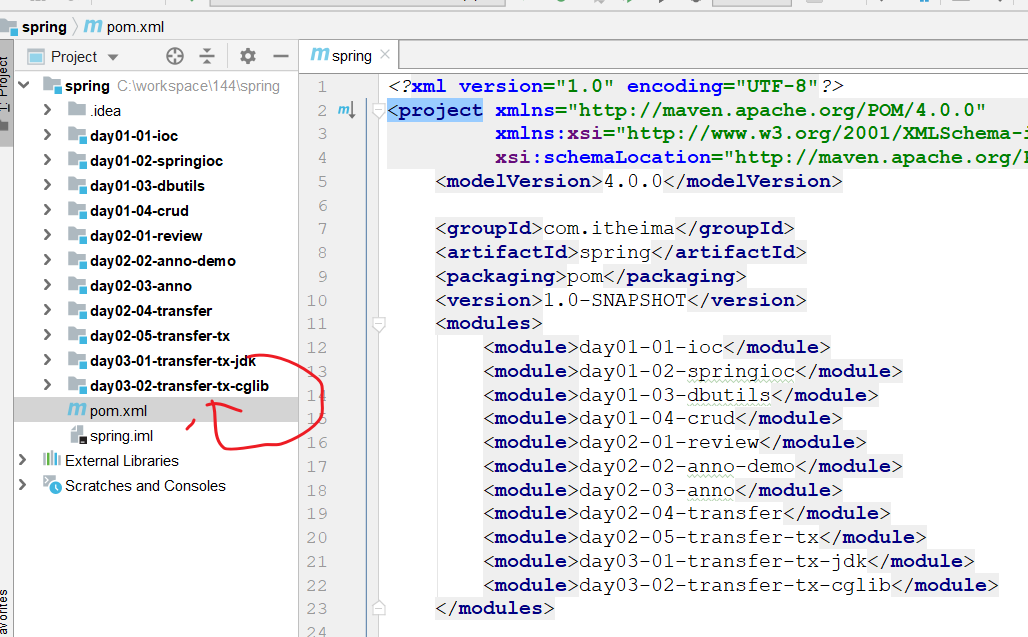 spring pom.xml
1: Project
Project
spring
spring C:\workspace\144\spring
.idea
day01-01-ioc
day01-02-springioc
day01-03-dbutils
day01-04-crud
day02-01-review
day02-02-anno-demo
day02-03-anno
day02-04-transfer
day02-05-transfer-tx
day03-01-transfer-tx-jdk
day03-02-transfer-tx-cglib
pom.xml
spring.iml
External Libraries
Scratches and Consoles
1 <?xml version="1.0" encoding="UTF-8"?>
2 <project xmlns="http://maven.apache.org/POM/4.0.0"
3 xmlns:xsi="http://www.w3.org/2001/XMLSchema-i
4 xsi:schemaLocation="http://maven.apache.org/
5 <modelVersion>4.0.0</modelVersion>
6
7 <groupId>com.itheima</groupId>
8 <artifactId>spring</artifactId>
9 <packaging>pom</packaging>
10 <version>1.0-SNAPSHOT</version>
11 <modules>
12 <module>day01-01-ioc</module>
13 <module>day01-02-springioc</module>
14 <module>day01-03-dbutils</module>
15 <module>day01-04-crud</module>
16 <module>day02-01-review</module>
17 <module>day02-02-anno-demo</module>
18 <module>day02-03-anno</module>
19 <module>day02-04-transfer</module>
20 <module>day02-05-transfer-tx</module>
21 <module>day03-01-transfer-tx-jdk</module>
22 <module>day03-02-transfer-tx-cglib</module>
23 </modules>
24